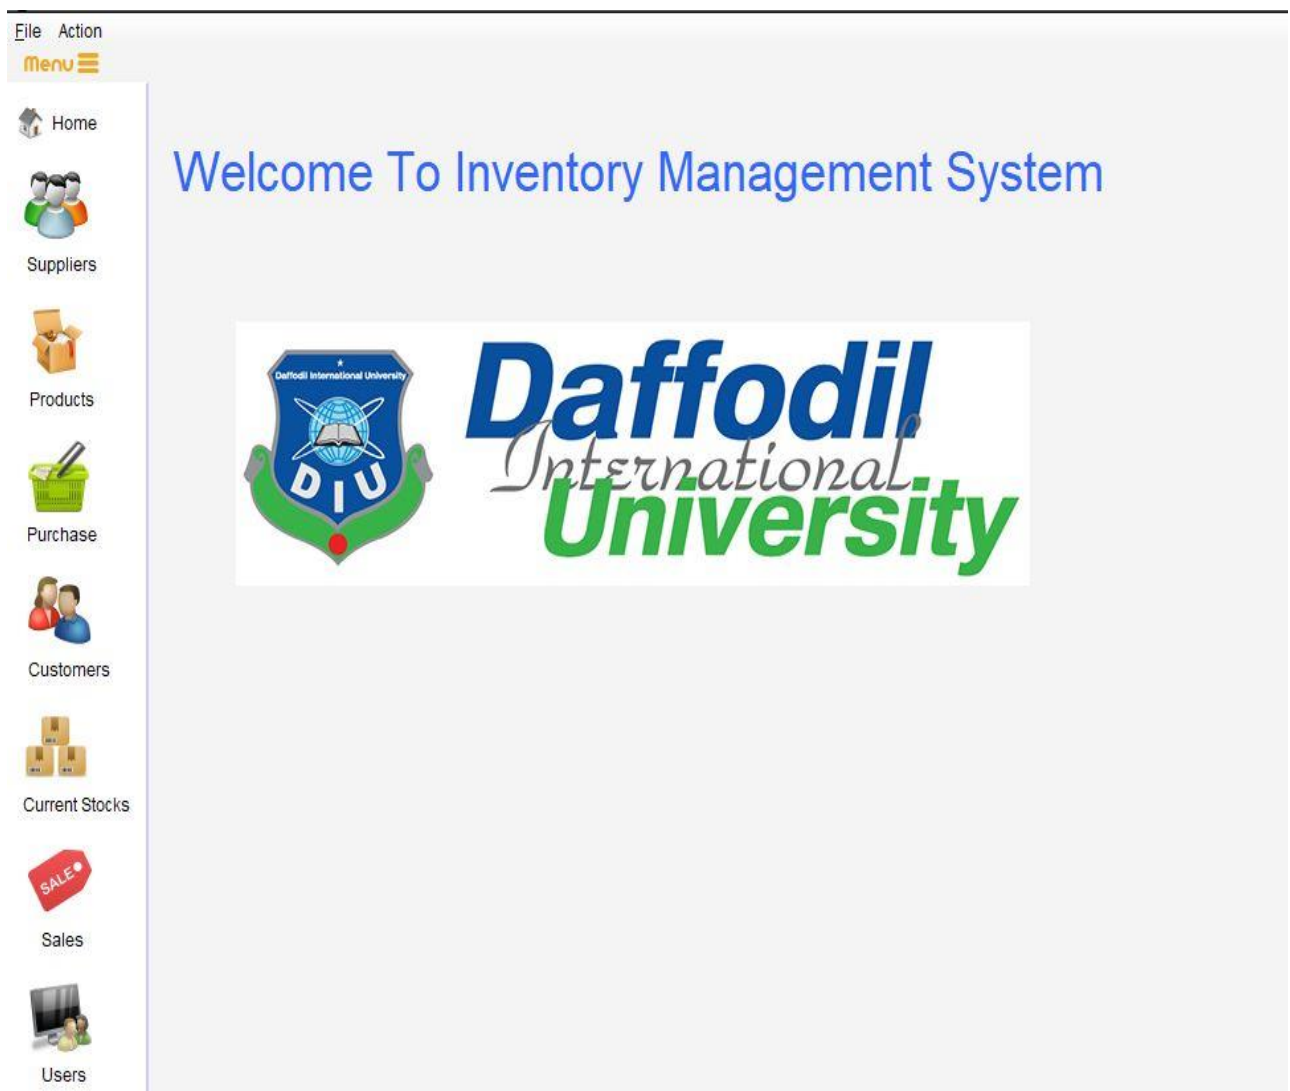 File Action
Menu
Home
Welcome To Inventory Management System
Suppliers
Products
Purchase
Customers
Current Stocks
SALE
Sales
Users
Daffodil International University
DIU
Daffodil
International
University